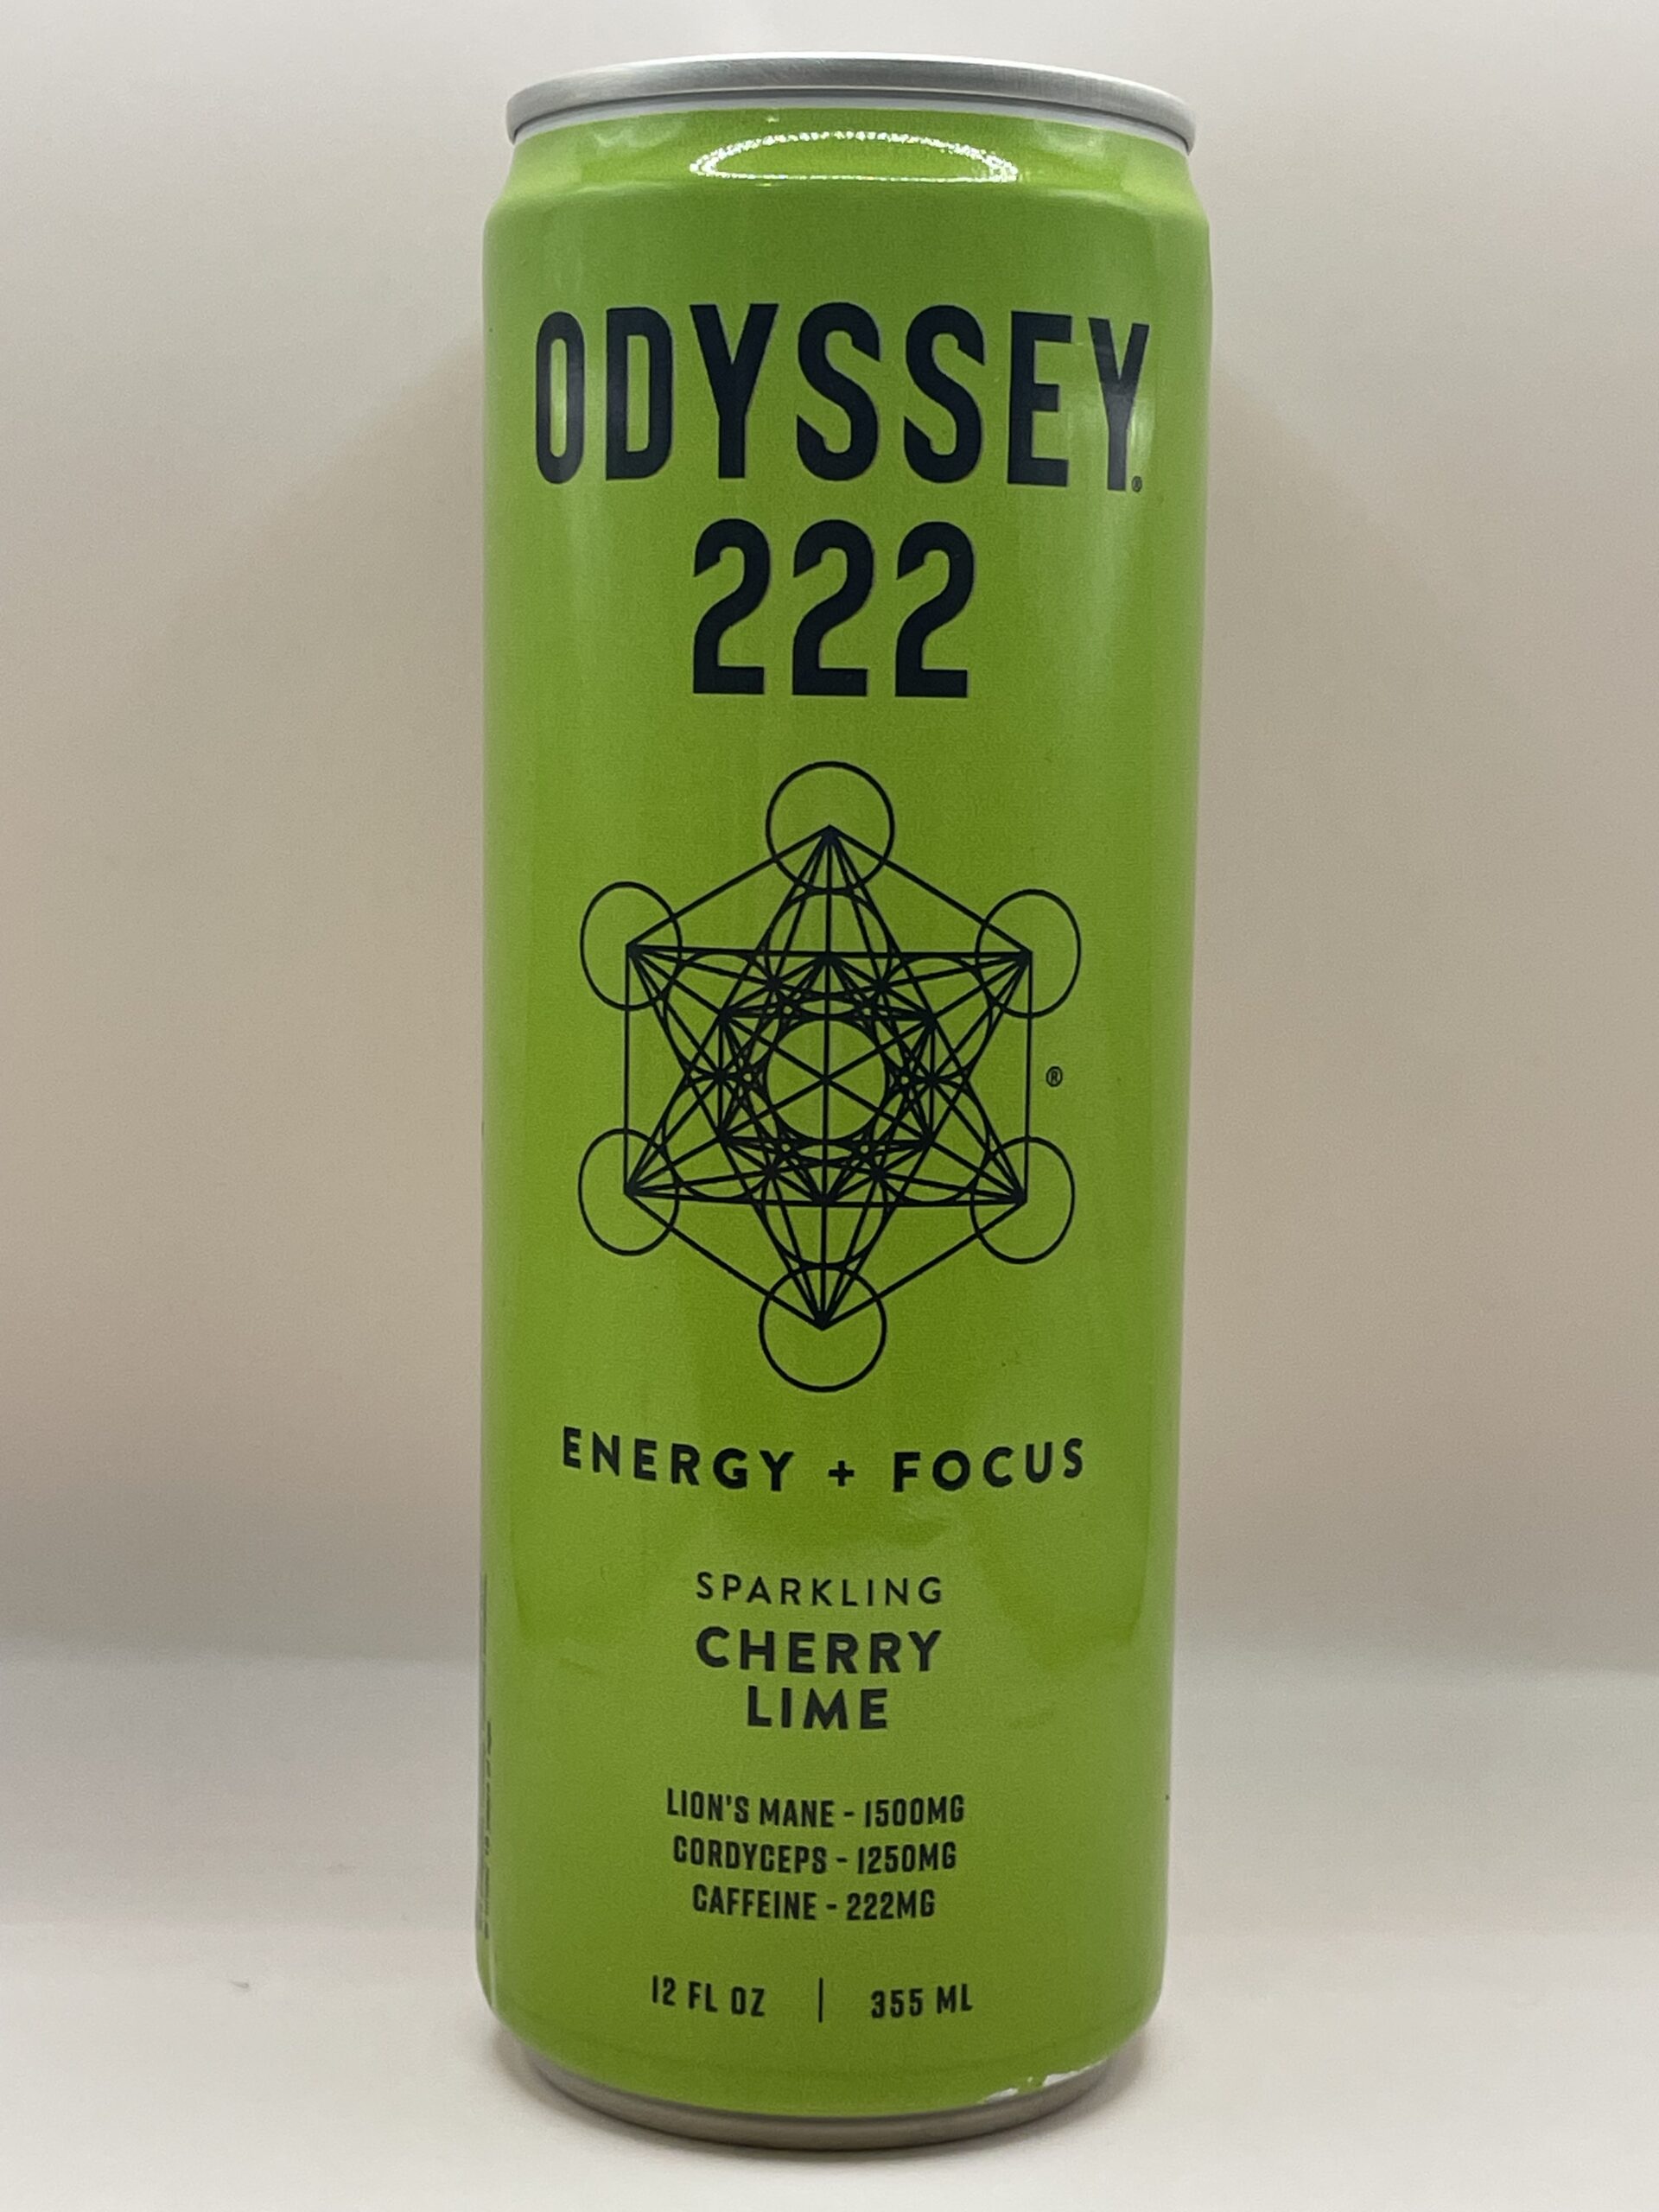 ODYSSEY®
222
®
ENERGY + FOCUS
SPARKLING
CHERRY
LIME
LION'S MANE - 1500MG
CORDYCEPS - 1250MG
CAFFEINE - 222MG
12 FL OZ | 355 ML